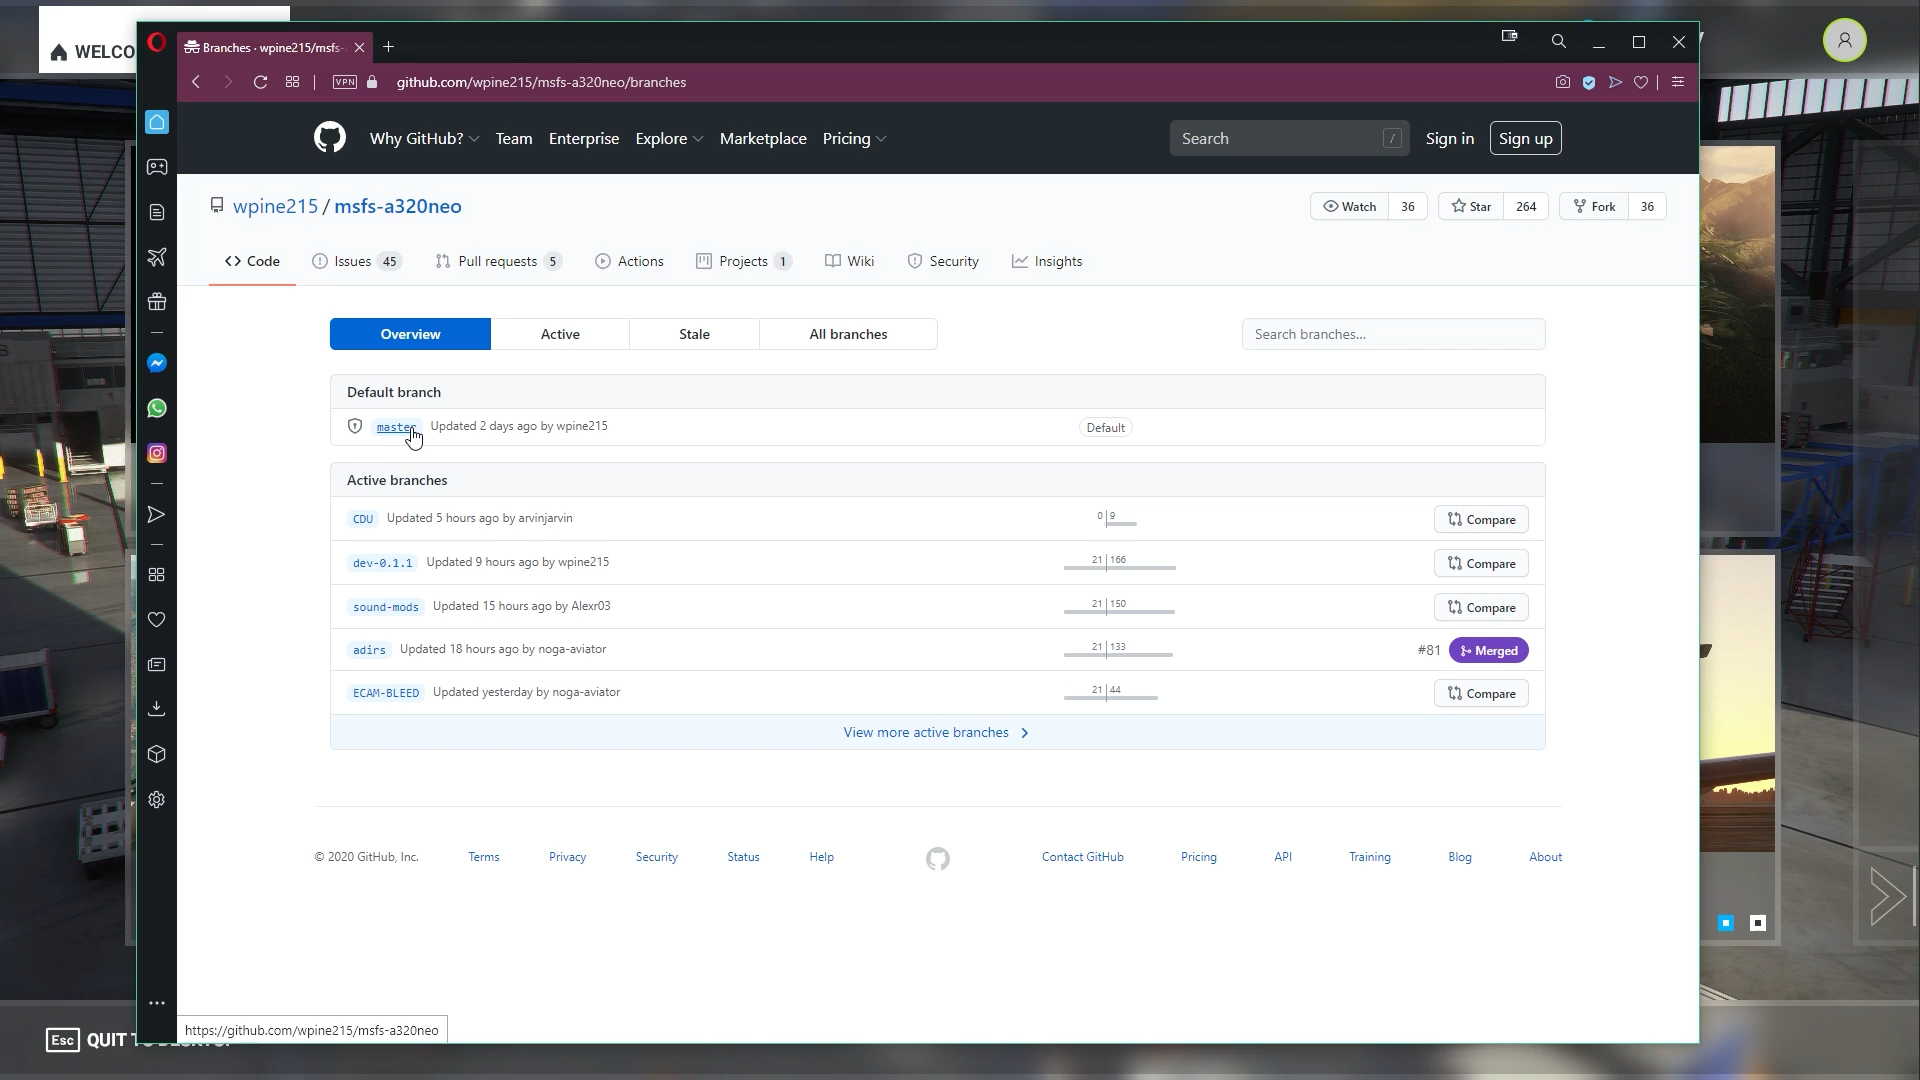 WELCO
Branches · wpine215/msfs-
VPN
github.com/wpine215/msfs-a320neo/branches
Why GitHub? Team Enterprise Explore Marketplace Pricing Search / Sign in Sign up
wpine215 / msfs-a320neo
Watch 36 Star 264 Fork 36
Code Issues 45 Pull requests 5 Actions Projects 1 Wiki Security Insights
Overview Active Stale All branches Search branches...
Default branch
master Updated 2 days ago by wpine215 Default
Active branches
CDU Updated 5 hours ago by arvinjarvin 0 9 Compare
dev-0.1.1 Updated 9 hours ago by wpine215 21 166 Compare
sound-mods Updated 15 hours ago by Alexr03 21 150 Compare
adirs Updated 18 hours ago by noga-aviator 21 133 #81 Merged
ECAM-BLEED Updated yesterday by noga-aviator 21 44 Compare
View more active branches
© 2020 GitHub, Inc. Terms Privacy Security Status Help Contact GitHub Pricing API Training Blog About
https://github.com/wpine215/msfs-a320neo
Esc QUIT